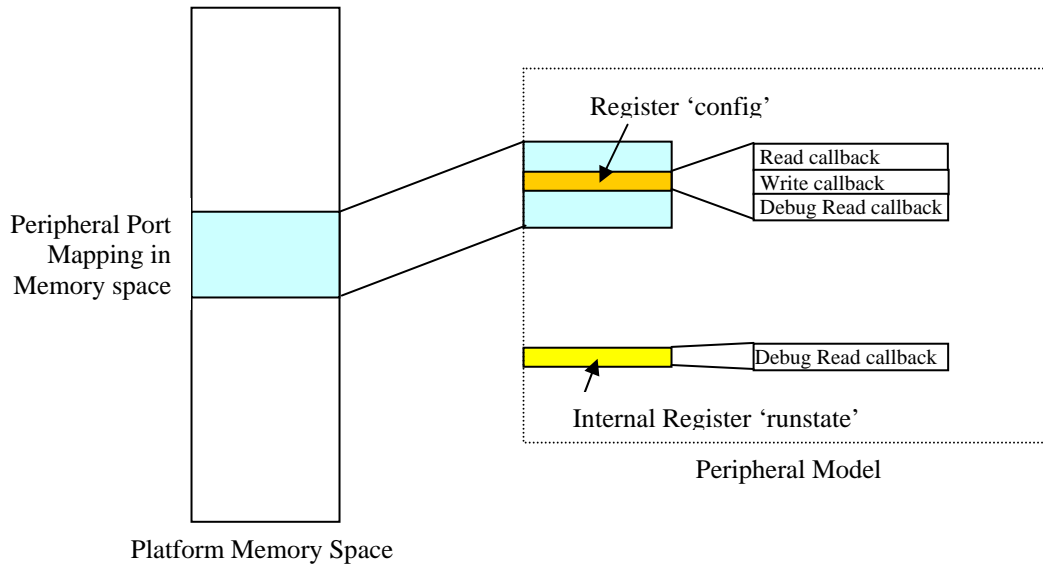 Register ‘config’
Read callback
Write callback
Debug Read callback
Peripheral Port
Mapping in
Memory space
Debug Read callback
Internal Register ‘runstate’
Peripheral Model
Platform Memory Space